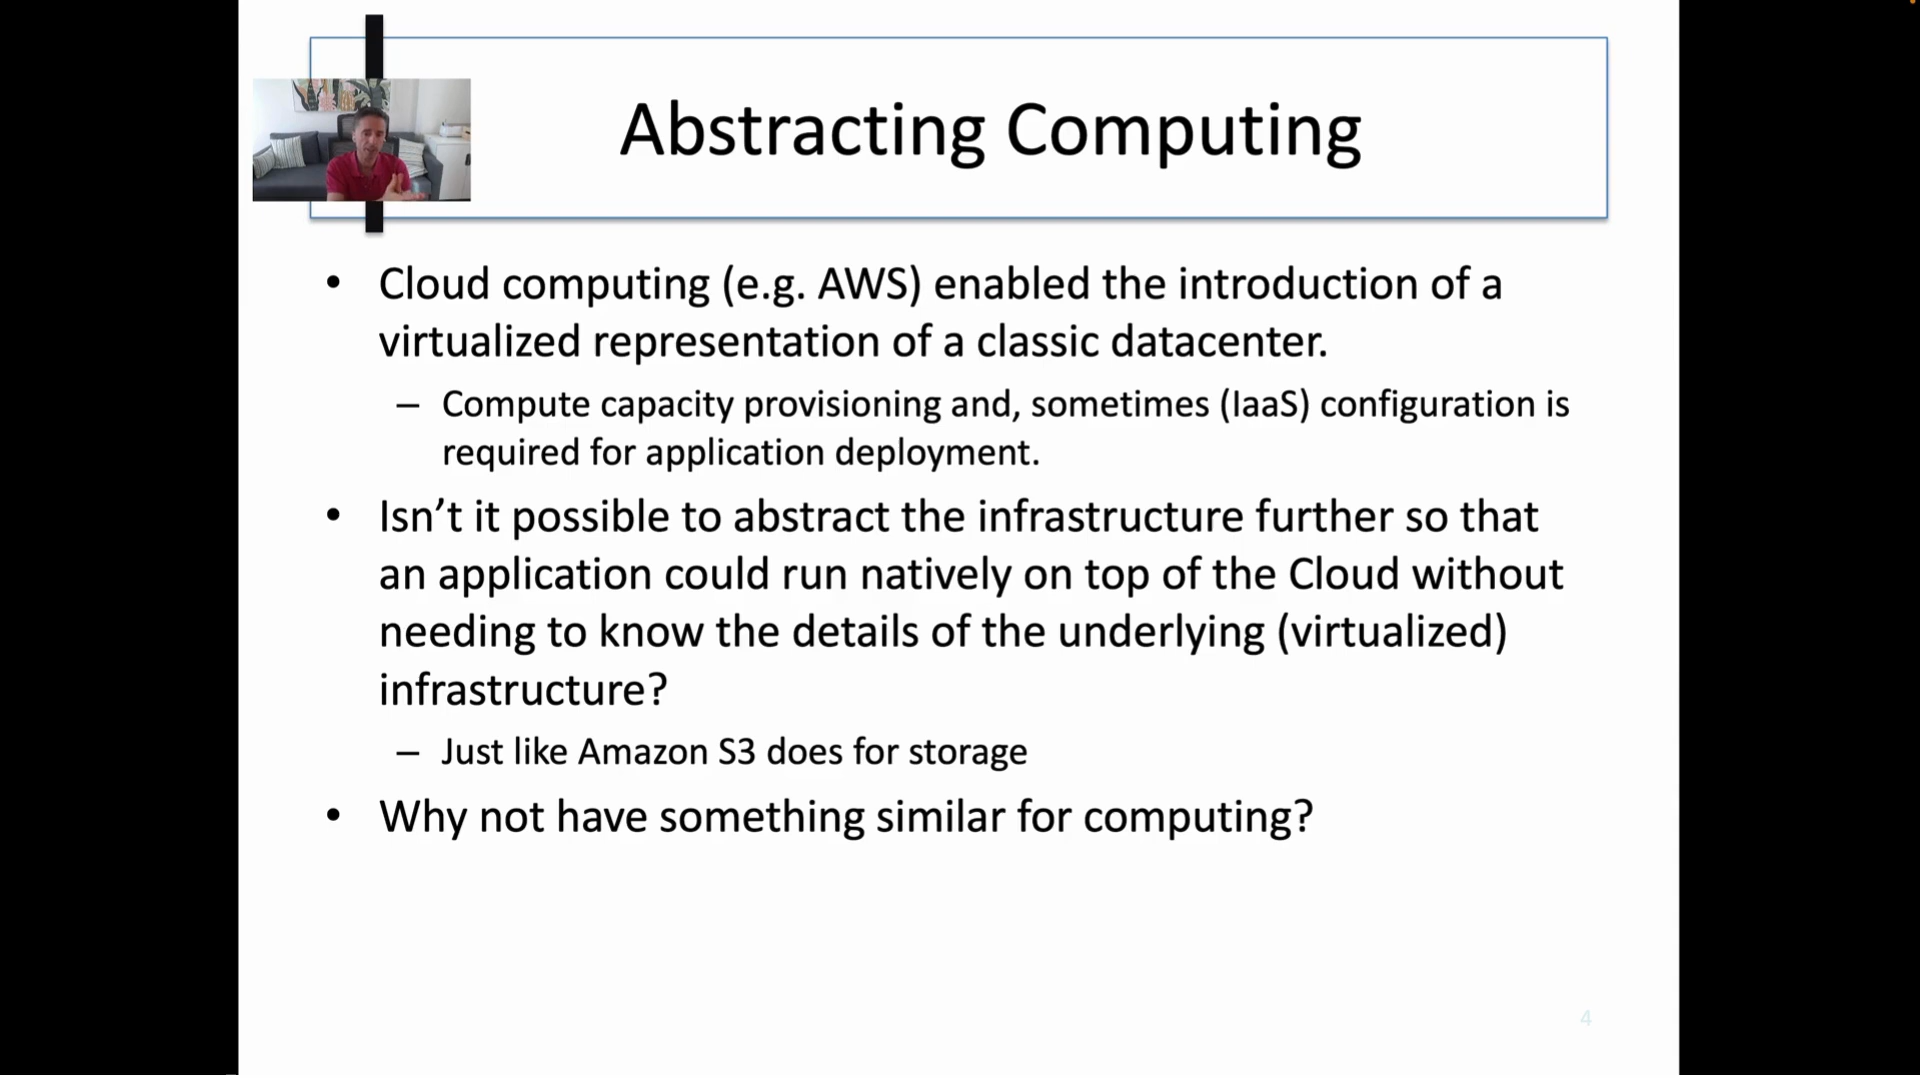 Abstracting Computing
• Cloud computing (e.g. AWS) enabled the introduction of a
virtualized representation of a classic datacenter.
– Compute capacity provisioning and, sometimes (IaaS) configuration is
required for application deployment.
• Isn’t it possible to abstract the infrastructure further so that
an application could run natively on top of the Cloud without
needing to know the details of the underlying (virtualized)
infrastructure?
– Just like Amazon S3 does for storage
• Why not have something similar for computing?
4